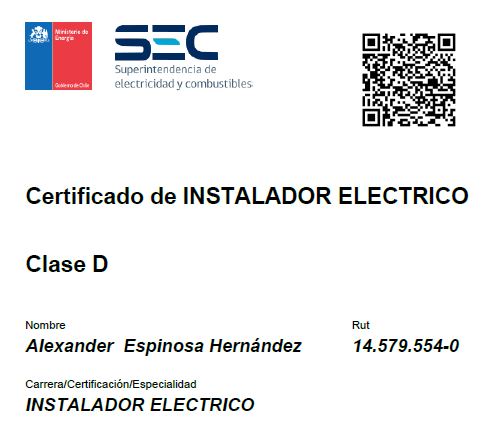 Ministerio de
Energía
Gobierno de Chile
SEC
Superintendencia de
electricidad y combustibles
Certificado de INSTALADOR ELECTRICO
Clase D
Nombre
Rut
Alexander Espinosa Hernández
14.579.554-0
Carrera/Certificación/Especialidad
INSTALADOR ELECTRICO